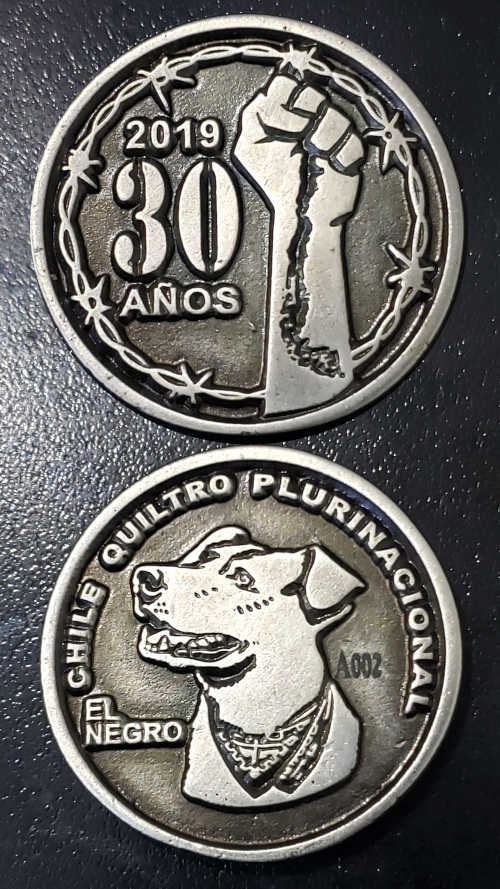 2019
30
AÑOS
CHILE QUILTRO PLURINACIONAL
EL
NEGRO
A002